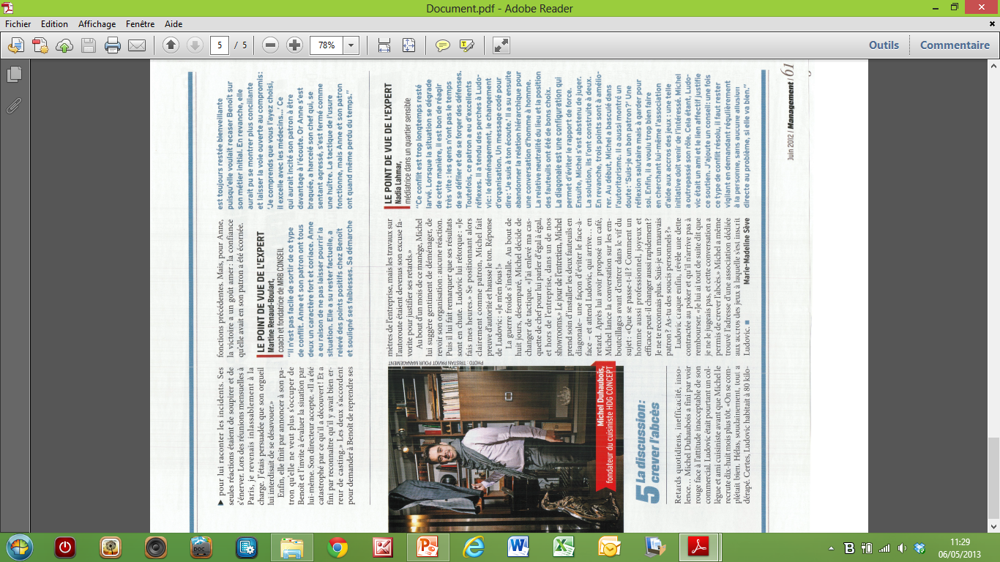 Document.pdf - Adobe Reader
Fichier Edition Affichage Fenêtre Aide
5 / 5
78%
Outils Commentaire
▶ pour lui raconter les incidents. Ses
seules réactions étaient de soupirer et de
s'énerver. Lors des réunions mensuelles à
Paris, je revenais inlassablement à la
charge. J'étais persuadée que son orgueil
lui interdisait de se désavouer.»
Enfin, elle finit par annoncer à son pa-
tron qu'elle ne veut plus s'occuper de
Benoît et l'invite à évaluer la situation par
lui-même. Son directeur accepte. «Il a été
catastrophé par ce qu'il a découvert! Et a
fini par reconnaître qu'il y avait bien er-
reur de casting.» Les deux s'accordent
pour demander à Benoît de reprendre ses
fonctions précédentes. Mais, pour Anne,
la victoire a un goût amer: la confiance
qu'elle avait en son patron a été écornée.
LE POINT DE VUE DE L'EXPERT
Martine Renaud-Boulart,
coach et fondatrice de MRB CONSEIL
“Il n'est pas facile de sortir de ce type
de conflit. Anne et son patron ont tous
deux un caractère fort et coriace. Anne
a eu raison de ne pas laisser pourrir la
situation. Elle a su rester factuelle, a
relevé des points positifs chez Benoît
et souligné ses faiblesses. Sa démarche
est toujours restée bienveillante
puisqu'elle voulait recaser Benoît sur
son métier initial. En revanche, elle
aurait pu se montrer plus conciliante
et laisser la voie ouverte au compromis:
‘Je comprends que vous l'ayez choisi,
il excelle avec les médecins...’ Ce
qui aurait incité son patron à être
davantage à l'écoute. Or Anne s'est
braquée, a harcelé son chef qui, se
sentant agressé, s'est fermé comme
une huître. La tactique de l'usure
fonctionne, mais Anne et son patron
ont quand même perdu du temps.”
PHOTO : TRISTAN PAVIOT POUR MANAGEMENT
Michel Duhaubois,
fondateur du cuisiniste HDG CONCEPT
5 La discussion:
crever l'abcès
Retards quotidiens, inefficacité, inso-
lence... Michel Duhaubois a fini par voir
rouge face à l'attitude inacceptable de son
commercial. Ludovic était pourtant un col-
lègue et ami cuisiniste avant que Michel le
recrute dix-huit mois plus tôt. «On se com-
plétait bien. Hélas, soudainement, tout a
dérapé. Certes, Ludovic habitait à 80 kilo-
mètres de l'entreprise, mais les travaux sur
l'autoroute étaient devenus son excuse fa-
vorite pour justifier ses retards.»
Au bout d'un mois de ce manège, Michel
lui suggère gentiment de déménager, de
revoir son organisation: aucune réaction.
Puis il lui fait remarquer que ses résultats
sont en chute. Ludovic lui rétorque: «Je
fais mes heures.» Se positionnant alors
clairement comme patron, Michel fait
preuve d'autorité et hausse le ton. Réponse
de Ludovic: «Je m'en fous!»
La guerre froide s'installe. Au bout de
huit jours, désemparé, Michel décide de
changer de tactique. «J'ai enlevé ma cas-
quette de chef pour lui parler d'égal à égal,
et hors de l'entreprise, dans un de nos
showrooms.» Le jour de l'entretien, Michel
prend soin d'installer les deux fauteuils en
diagonale– une façon d'éviter le face-à-
face – et attend Ludovic, qui arrive... en
retard. Après lui avoir proposé un café,
Michel lance la conversation sur les em-
bouteillages avant d'entrer dans le vif du
sujet: «Que se passe-t-il? Comment un
homme aussi professionnel, joyeux et
efficace peut-il changer aussi rapidement?
Je ne te reconnais plus. Suis-je un mauvais
patron? As-tu des soucis personnels?»
Ludovic craque enfin, révèle une dette
contractée au poker et qu'il n'arrive pas à
rembourser. «Je lui ai tout de suite dit que
je ne le jugeais pas, et cette conversation a
permis de crever l'abcès.» Michel a même
trouvé l'adresse d'une association dédiée
aux accros des jeux à laquelle s'est inscrit
Ludovic. ■ Marie-Madeline Sève
LE POINT DE VUE DE L'EXPERT
Nadia Lahmar,
médiatrice dans un quartier sensible
“Ce conflit est trop longtemps resté
larvé. Lorsque la situation se dégrade
de cette manière, il est bon de réagir
très vite : les gens n'ont pas le temps
de se défiler et de se forger des défenses.
Toutefois, ce patron a eu d'excellents
réflexes. Il a tendu des perches à Ludo-
vic: le déménagement, le changement
d'organisation. Un message codé pour
dire: ‘Je suis à ton écoute.’ Il a su ensuite
abandonner la relation hiérarchique pour
une conversation d'homme à homme.
La relative neutralité du lieu et la position
des fauteuils ont été de bons choix.
La diagonale est une configuration qui
permet d'éviter le rapport de force.
Ensuite, Michel s'est abstenu de juger.
La solution, ils l'ont construite à deux.
En revanche, trois points sont à amélio-
rer. Au début, Michel a basculé dans
l'autoritarisme. Il a aussi montré un
doute: ‘Suis-je un bon patron?’ Une
réflexion salutaire mais à garder pour
soi. Enfin, il a voulu trop bien faire
en cherchant lui-même l'association
d'aide aux accros des jeux : une telle
initiative doit venir de l'intéressé. Michel
a outrepassé son rôle. Cela étant, Ludo-
vic était un ami et le lien affectif justifie
ce soutien. J'ajoute un conseil: une fois
ce type de conflit résolu, il faut rester
vigilant en demandant régulièrement
à la personne, sans aucune allusion
directe au problème, si elle va bien.”
Juin 2012 / Management / 91
11:29
06/05/2013